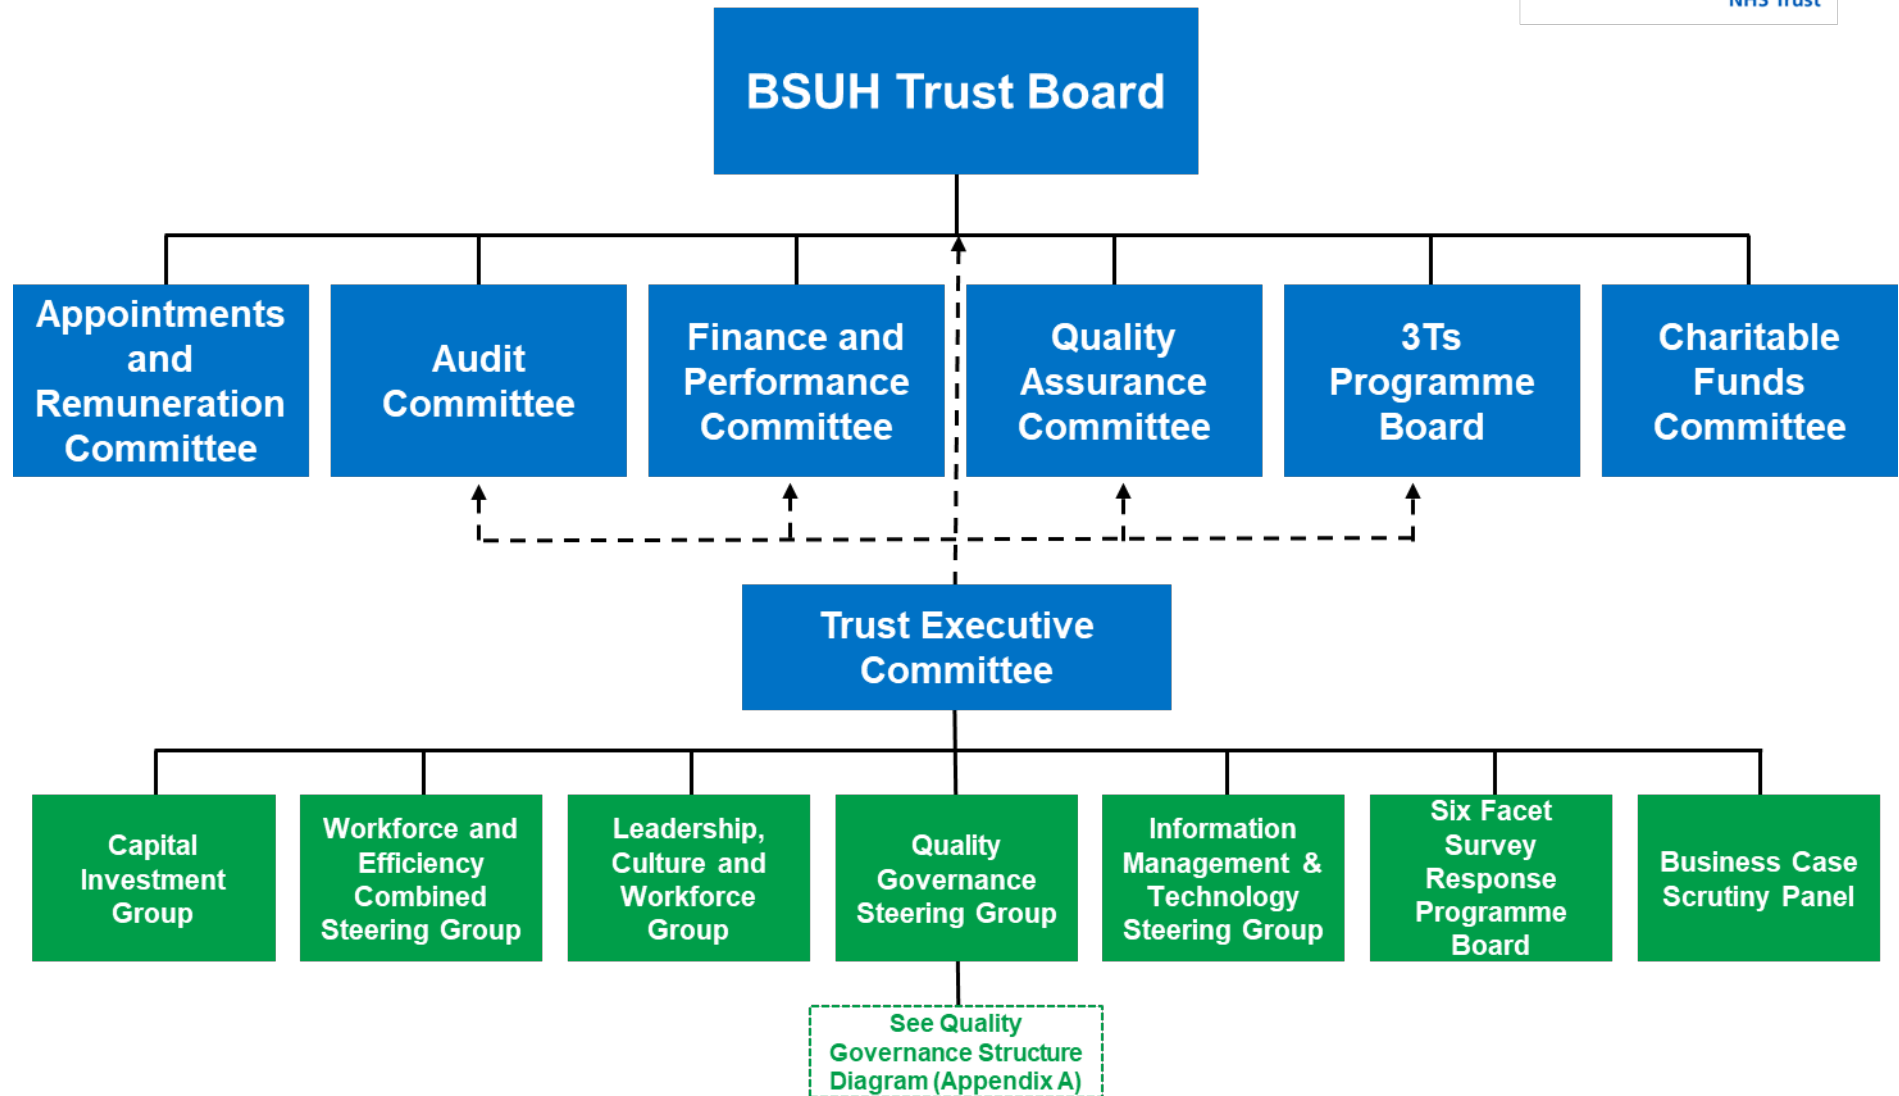 NHS Trust
BSUH Trust Board
Appointments
and
Remuneration
Committee
Audit
Committee
Finance and
Performance
Committee
Quality
Assurance
Committee
3Ts
Programme
Board
Charitable
Funds
Committee
Trust Executive
Committee
Capital
Investment
Group
Workforce and
Efficiency
Combined
Steering Group
Leadership,
Culture and
Workforce
Group
Quality
Governance
Steering Group
Information
Management &
Technology
Steering Group
Six Facet
Survey
Response
Programme
Board
Business Case
Scrutiny Panel
See Quality
Governance Structure
Diagram (Appendix A)